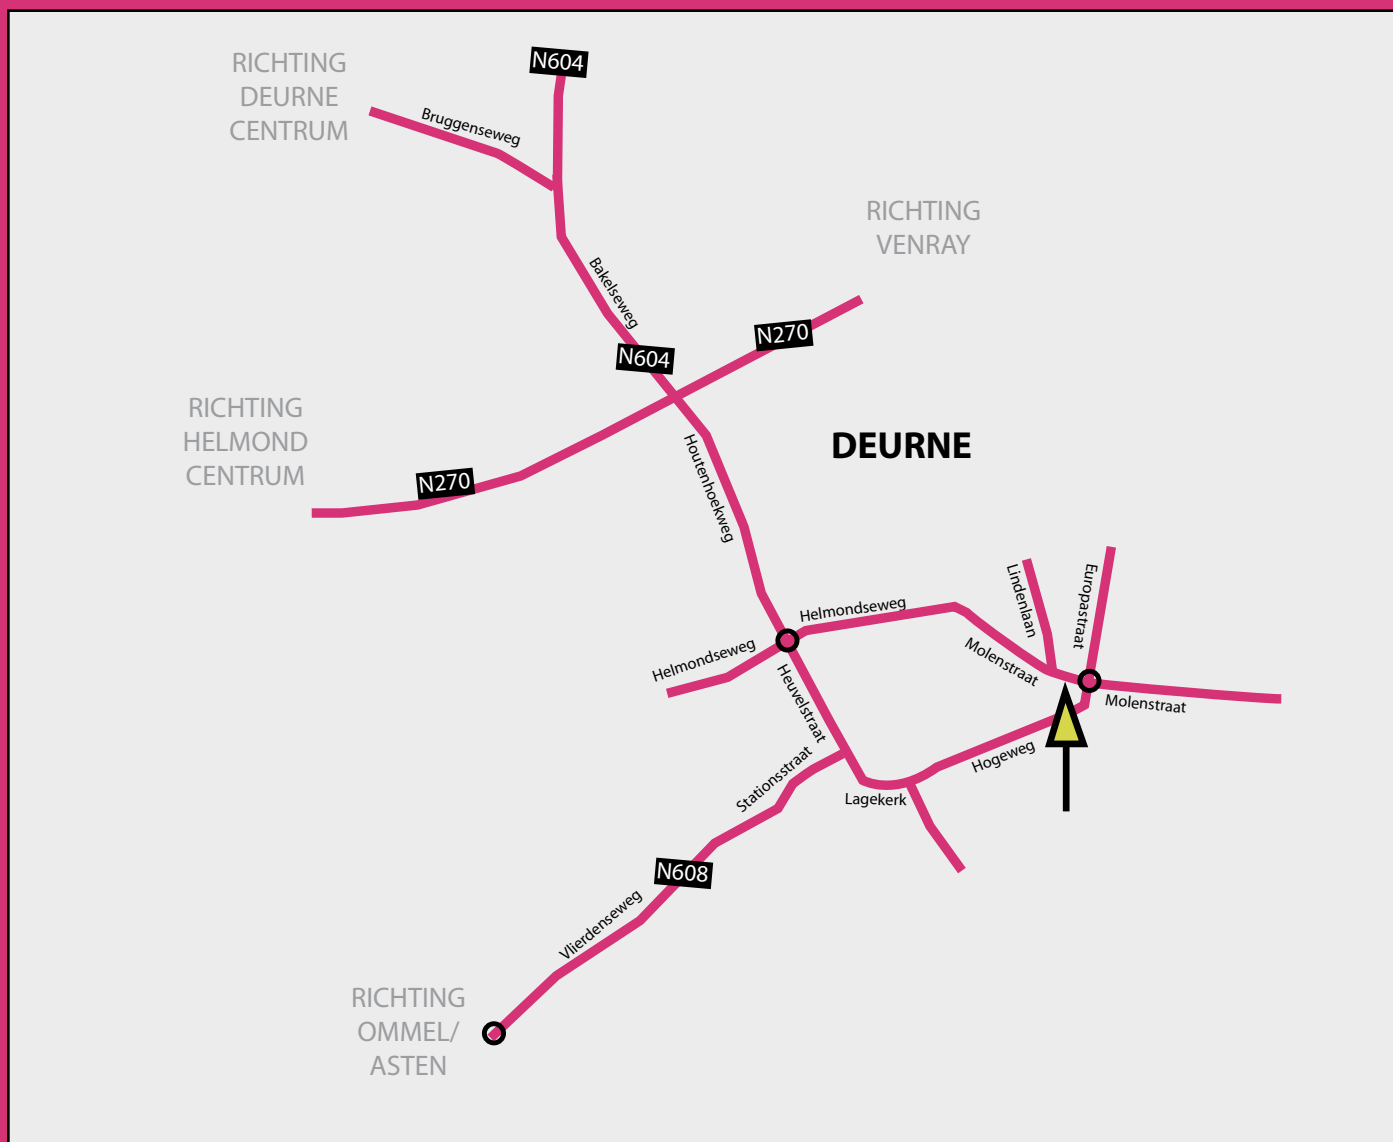 N604
RICHTING
DEURNE
CENTRUM
Bruggenseweg
RICHTING
VENRAY
Bakelseweg
N270
N604
RICHTING
HELMOND
CENTRUM
DEURNE
N270
Houtenhoekweg
Lindenlaan
Europastraat
Helmondseweg
Helmondseweg
Molenstraat
Molenstraat
Heuvelstraat
Hogeweg
Stationsstraat
Lagekerk
N608
Vlierdenseweg
RICHTING
OMMEL/
ASTEN